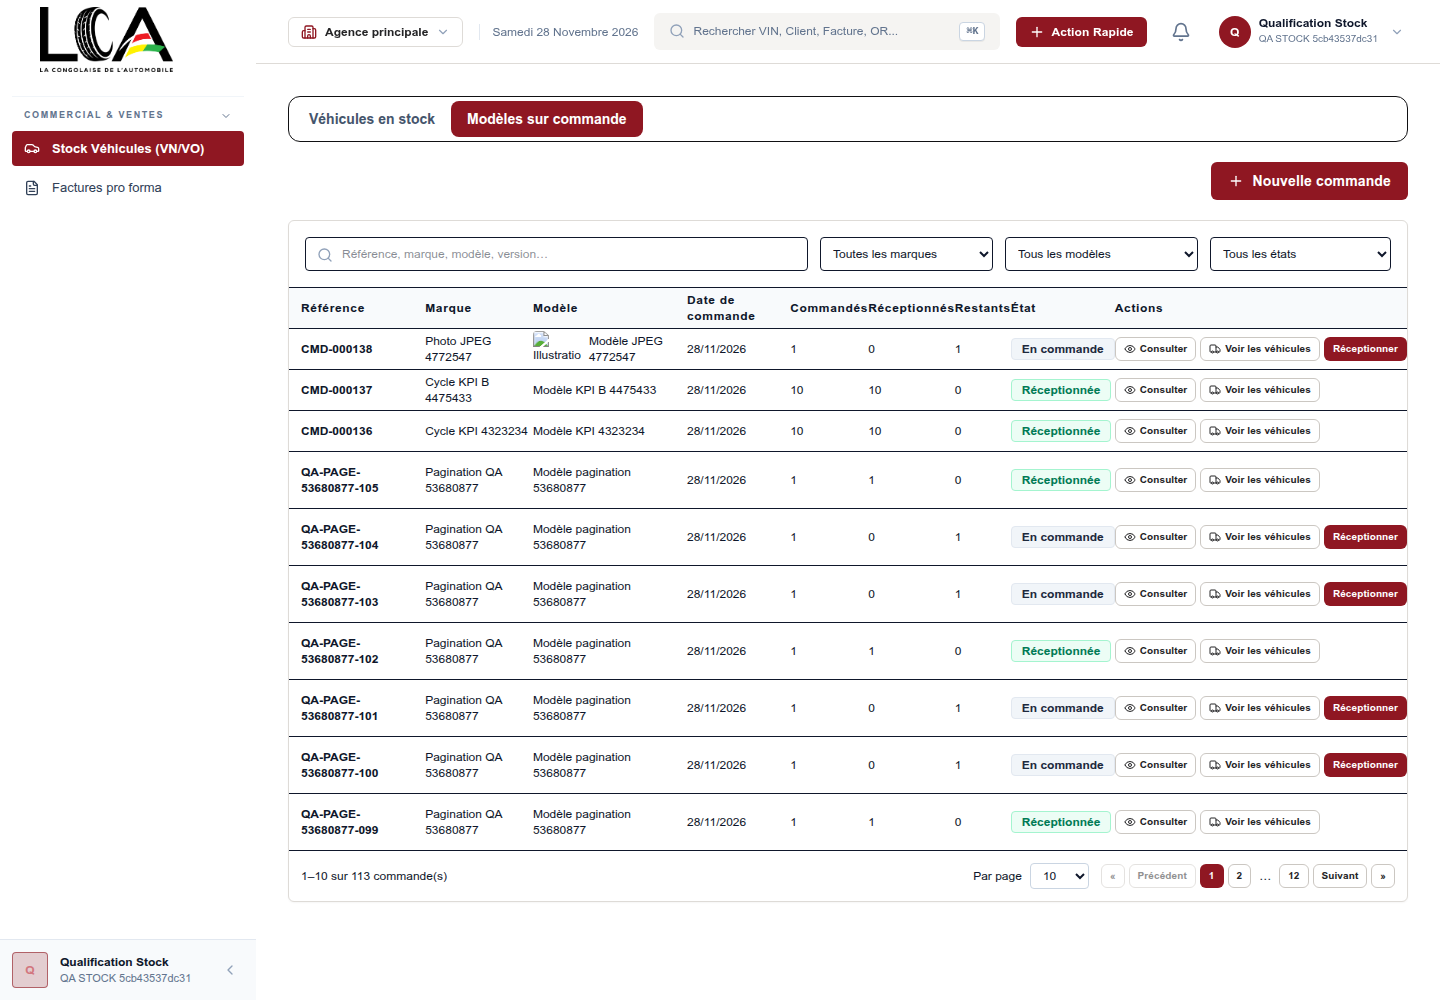 LCA
LA CONGOLAISE DE L'AUTOMOBILE
Agence principale
Samedi 28 Novembre 2026
Rechercher VIN, Client, Facture, OR...
⌘K
Action Rapide
Q
Qualification Stock
QA STOCK 5cb43537dc31
COMMERCIAL & VENTES
Stock Véhicules (VN/VO)
Factures pro forma
Véhicules en stock
Modèles sur commande
Nouvelle commande
Référence, marque, modèle, version...
Toutes les marques
Tous les modèles
Tous les états
Référence Marque Modèle Date de commande Commandés Réceptionnés Restants État Actions
CMD-000138 Photo JPEG 4772547 Illustratio Modèle JPEG 4772547 28/11/2026 1 0 1 En commande Consulter Voir les véhicules Réceptionner
CMD-000137 Cycle KPI B 4475433 Modèle KPI B 4475433 28/11/2026 10 10 0 Réceptionnée Consulter Voir les véhicules
CMD-000136 Cycle KPI 4323234 Modèle KPI 4323234 28/11/2026 10 10 0 Réceptionnée Consulter Voir les véhicules
QA-PAGE-53680877-105 Pagination QA 53680877 Modèle pagination 53680877 28/11/2026 1 1 0 Réceptionnée Consulter Voir les véhicules
QA-PAGE-53680877-104 Pagination QA 53680877 Modèle pagination 53680877 28/11/2026 1 0 1 En commande Consulter Voir les véhicules Réceptionner
QA-PAGE-53680877-103 Pagination QA 53680877 Modèle pagination 53680877 28/11/2026 1 0 1 En commande Consulter Voir les véhicules Réceptionner
QA-PAGE-53680877-102 Pagination QA 53680877 Modèle pagination 53680877 28/11/2026 1 1 0 Réceptionnée Consulter Voir les véhicules
QA-PAGE-53680877-101 Pagination QA 53680877 Modèle pagination 53680877 28/11/2026 1 0 1 En commande Consulter Voir les véhicules Réceptionner
QA-PAGE-53680877-100 Pagination QA 53680877 Modèle pagination 53680877 28/11/2026 1 0 1 En commande Consulter Voir les véhicules Réceptionner
QA-PAGE-53680877-099 Pagination QA 53680877 Modèle pagination 53680877 28/11/2026 1 1 0 Réceptionnée Consulter Voir les véhicules
1–10 sur 113 commande(s)
Par page 10 « Précédent 1 2 ... 12 Suivant »
Q
Qualification Stock
QA STOCK 5cb43537dc31